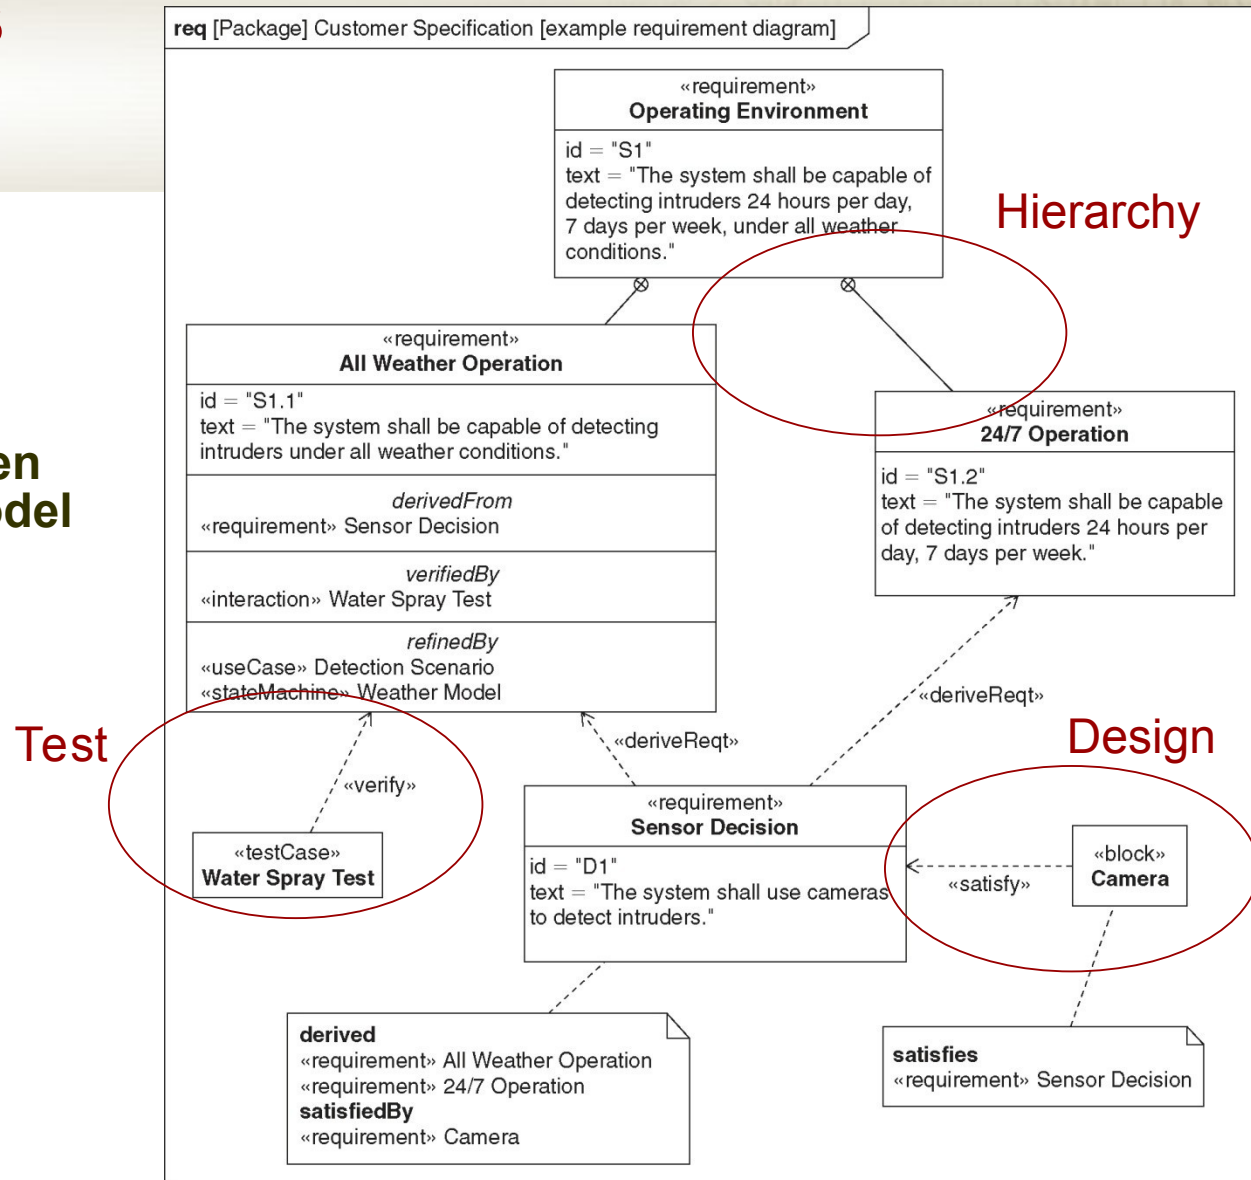 req [Package] Customer Specification [example requirement diagram]
«requirement»
Operating Environment
id = "S1"
text = "The system shall be capable of
detecting intruders 24 hours per day,
7 days per week, under all weather
conditions."
Hierarchy
«requirement»
All Weather Operation
id = "S1.1"
text = "The system shall be capable of detecting
intruders under all weather conditions."
derivedFrom
«requirement» Sensor Decision
verifiedBy
«interaction» Water Spray Test
refinedBy
«useCase» Detection Scenario
«stateMachine» Weather Model
«requirement»
24/7 Operation
id = "S1.2"
text = "The system shall be capable
of detecting intruders 24 hours per
day, 7 days per week."
en
odel
Test
«verify»
«deriveReqt»
«deriveReqt»
Design
«testCase»
Water Spray Test
«requirement»
Sensor Decision
id = "D1"
text = "The system shall use cameras
to detect intruders."
«satisfy»
«block»
Camera
derived
«requirement» All Weather Operation
«requirement» 24/7 Operation
satisfiedBy
«requirement» Camera
satisfies
«requirement» Sensor Decision